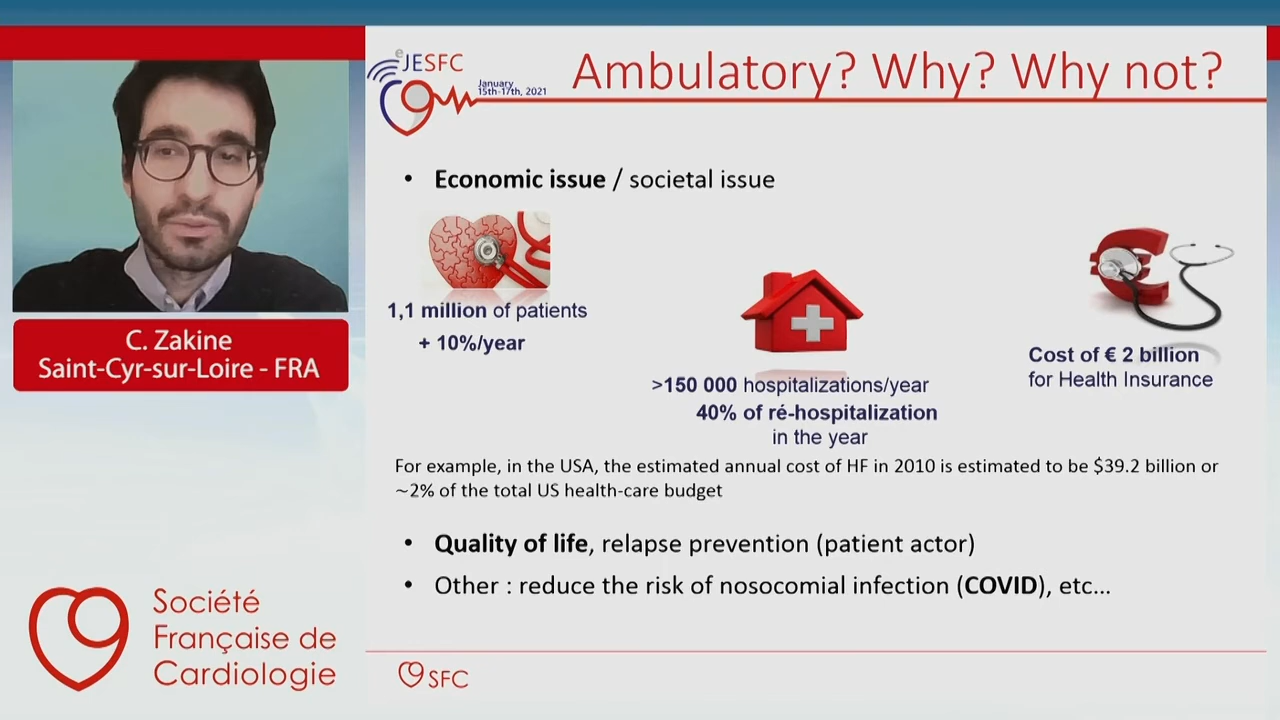 eJESFC
January
15th-17th, 2021
Ambulatory? Why? Why not?
C. Zakine
Saint-Cyr-sur-Loire - FRA
• Economic issue / societal issue
1,1 million of patients
+ 10%/year
>150 000 hospitalizations/year
40% of ré-hospitalization
in the year
Cost of € 2 billion
for Health Insurance
For example, in the USA, the estimated annual cost of HF in 2010 is estimated to be $39.2 billion or
~2% of the total US health-care budget
• Quality of life, relapse prevention (patient actor)
• Other : reduce the risk of nosocomial infection (COVID), etc...
Société
Française de
Cardiologie
SFC